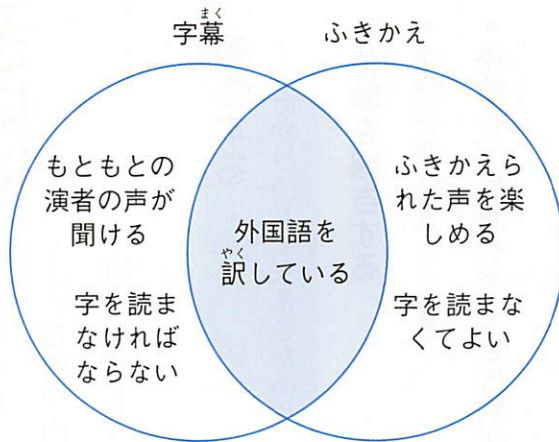 字幕
ふきかえ
もともとの
演者の声が
聞ける
字を読ま
なければ
ならない
外国語を
訳している
ふきかえら
れた声を楽
しめる
字を読まな
くてよい